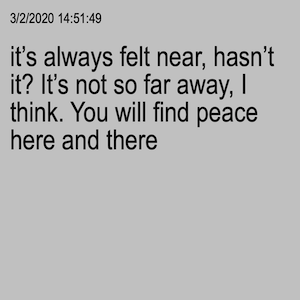 3/2/2020 14:51:49
it’s always felt near, hasn’t
it? It’s not so far away, I
think. You will find peace
here and there